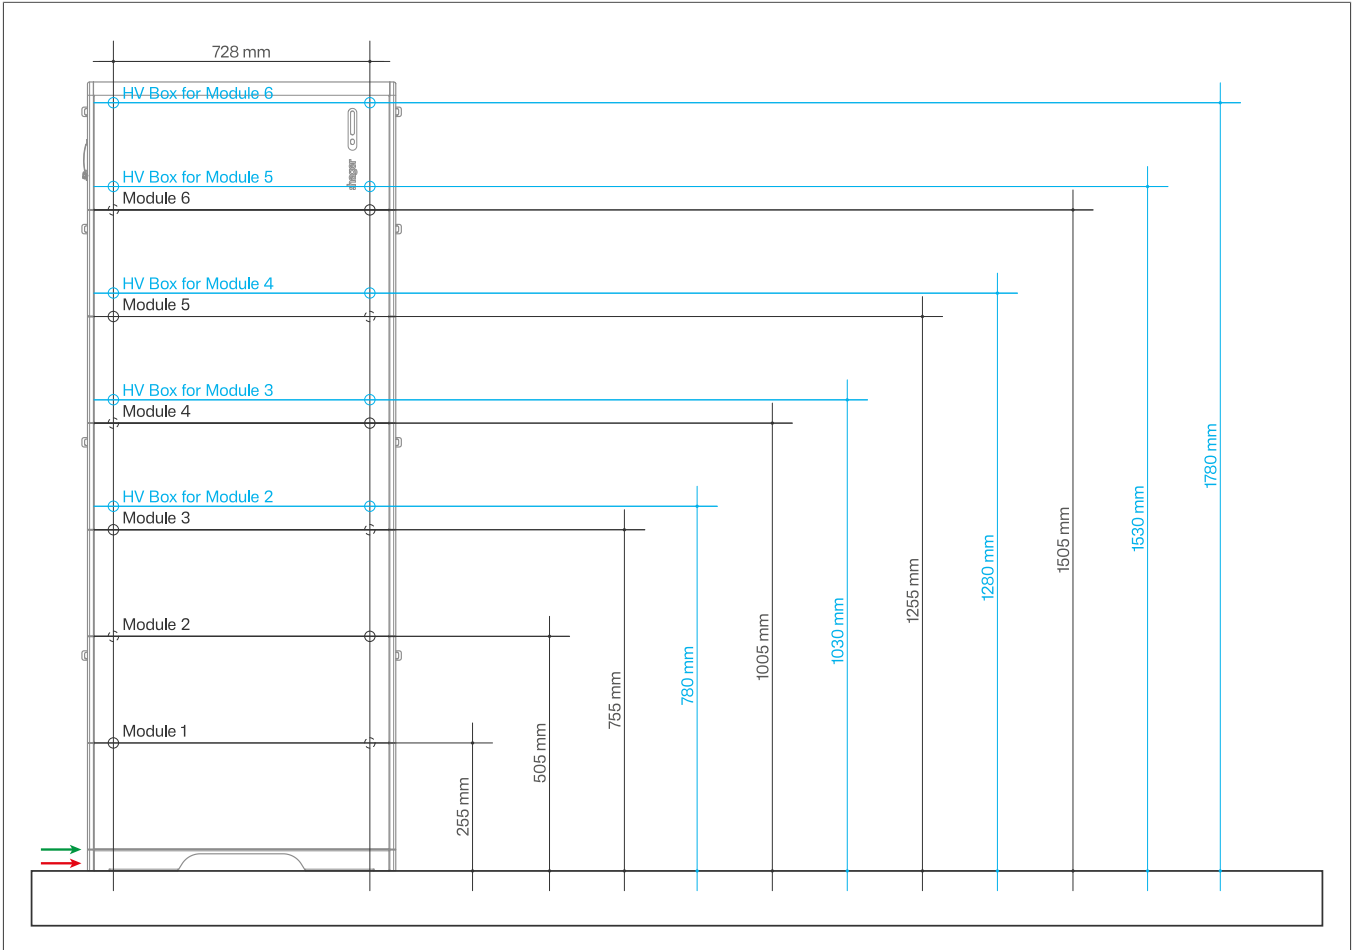 728 mm
HV Box for Module 6
:hager
HV Box for Module 5
Module 6
HV Box for Module 4
Module 5
HV Box for Module 3
Module 4
HV Box for Module 2
Module 3
Module 2
Module 1
255 mm
505 mm
755 mm
780 mm
1005 mm
1030 mm
1255 mm
1280 mm
1505 mm
1530 mm
1780 mm